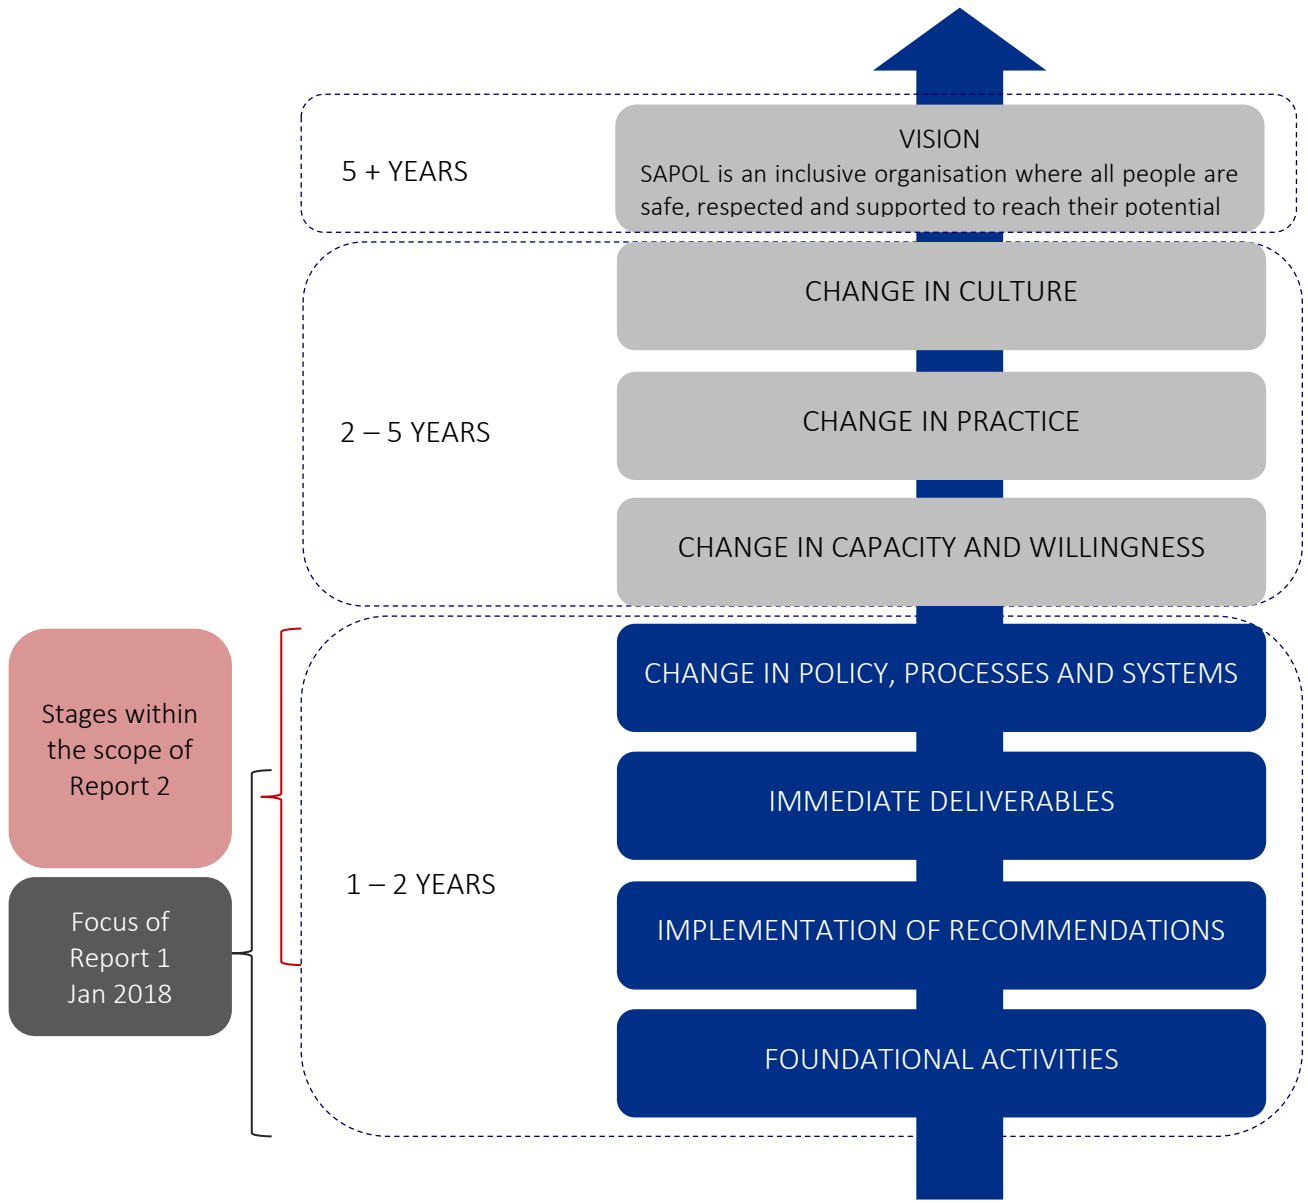 5 + YEARS
VISION
SAPOL is an inclusive organisation where all people are
safe, respected and supported to reach their potential
CHANGE IN CULTURE
2 – 5 YEARS
CHANGE IN PRACTICE
CHANGE IN CAPACITY AND WILLINGNESS
CHANGE IN POLICY, PROCESSES AND SYSTEMS
Stages within
the scope of
Report 2
IMMEDIATE DELIVERABLES
1 – 2 YEARS
Focus of
Report 1
Jan 2018
IMPLEMENTATION OF RECOMMENDATIONS
FOUNDATIONAL ACTIVITIES